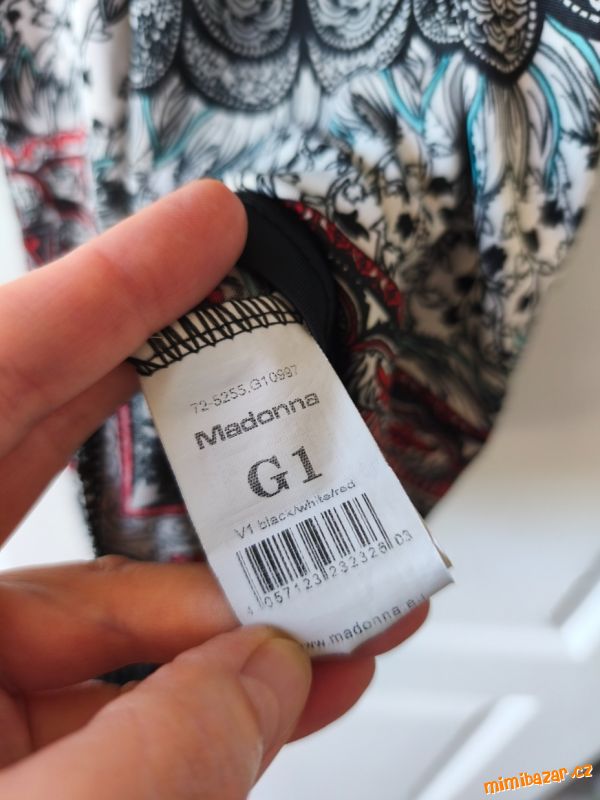 72-5255.G10997
Madonna
G1
V1 black/white/red
4 057123 232326 03
www.madonna.eu
mimibazar.cz